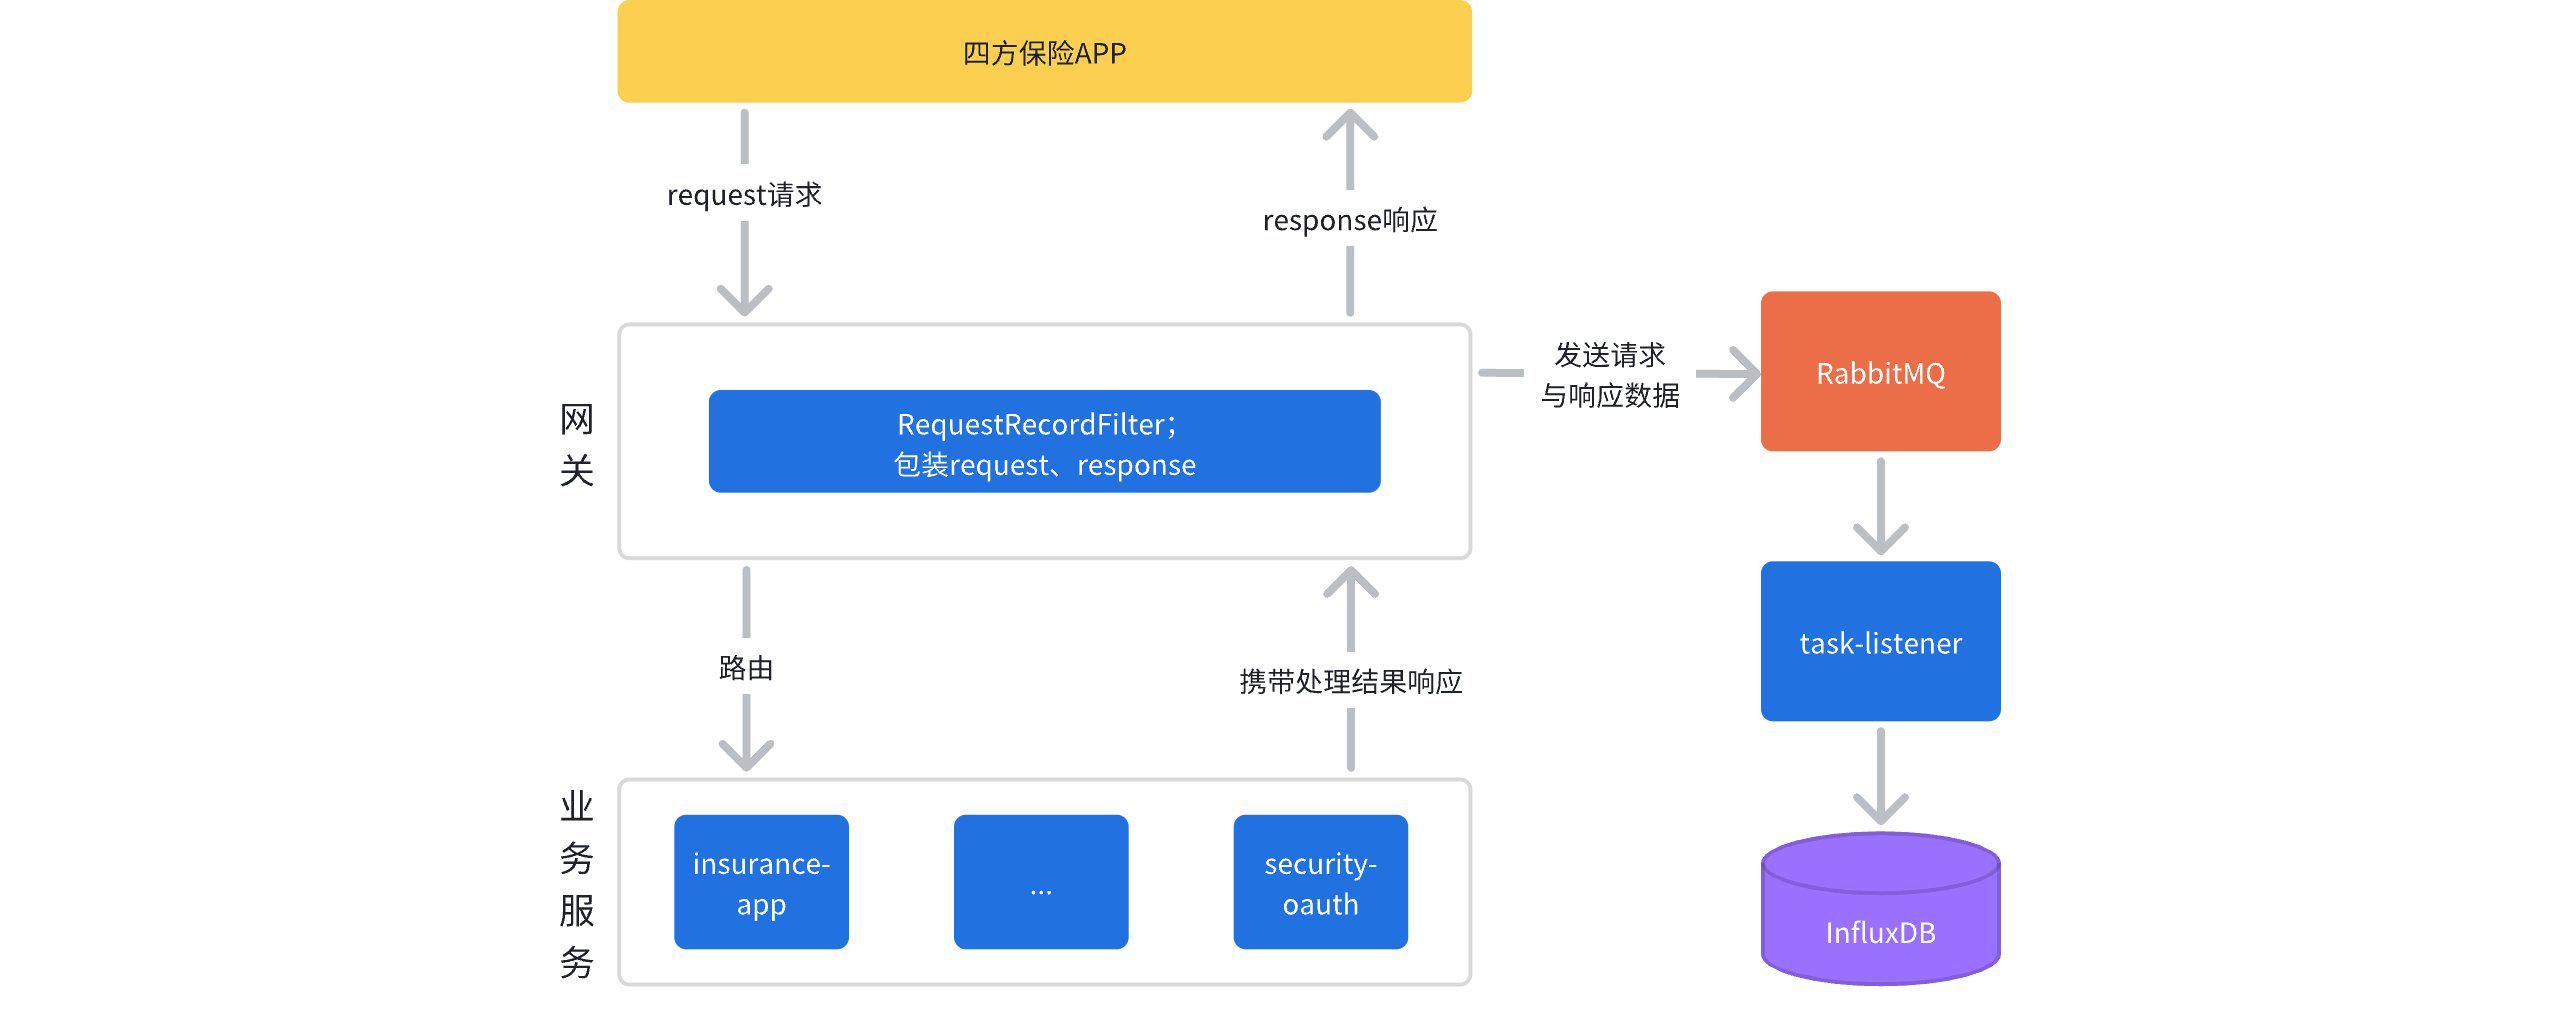 四方保险APP
request请求
response响应
网关
RequestRecordFilter；
包装request、response
发送请求
与响应数据
RabbitMQ
task-listener
InfluxDB
路由
携带处理结果响应
业务服务
insurance-
app
...
security-
oauth